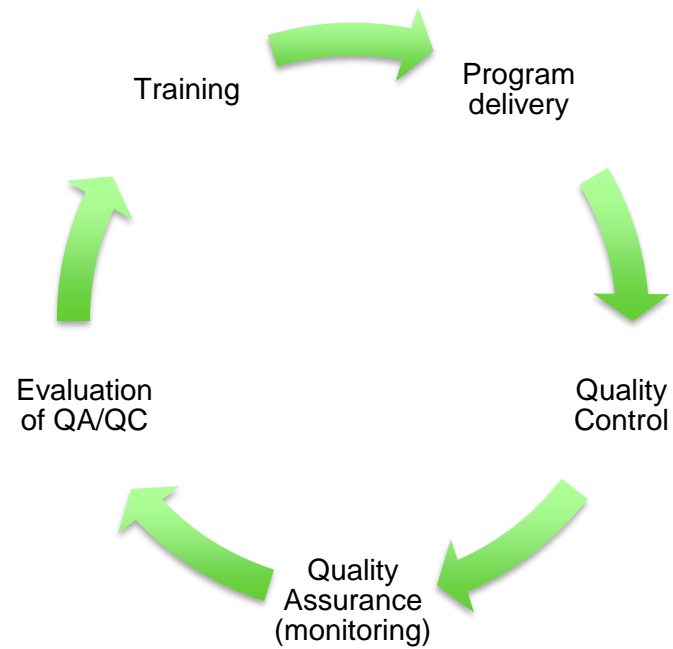 Training
Program
delivery
Quality
Control
Quality
Assurance
(monitoring)
Evaluation
of QA/QC